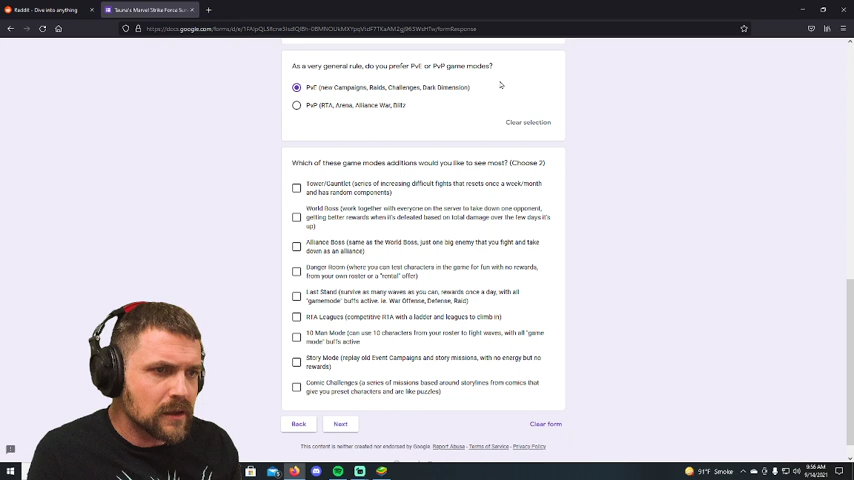 Reddit - Dive into anything
Tauna's Marvel Strike Force Sur
As a very general rule, do you prefer PvE or PvP game modes?
PvE (new Campaigns, Raids, Challenges, Dark Dimension)
PvP (RTA, Arena, Alliance War, Blitz
Clear selection
Which of these game modes additions would you like to see most? (Choose 2)
Tower/Gauntlet (series of increasing difficult fights that resets once a week/month
and has random components)
World Boss (work together with everyone on the server to take down one opponent,
getting better rewards when it's defeated based on total damage over the few days it's
up)
Alliance Boss (same as the World Boss, just one big enemy that you fight and take
down as an alliance)
Danger Room (where you can test characters in the game for fun with no rewards,
from your own roster or a "rental" offer)
Last Stand (survive as many waves as you can, rewards once a day, with all
"gamemode" buffs active. ie. War Offense, Defense, Raid)
RTA Leagues (competitive RTA with a ladder and leagues to climb in)
10 Man Mode (can use 10 characters from your roster to fight waves, with all "game
mode" buffs active
Story Mode (replay old Event Campaigns and story missions, with no energy but no
rewards)
Comic Challenges (a series of missions based around storylines from comics that
give you preset characters and are like puzzles)
Back
Next
Clear form
This content is neither created nor endorsed by Google. Report Abuse - Terms of Service - Privacy Policy
91°F Smoke
9:56 AM
9/14/2021